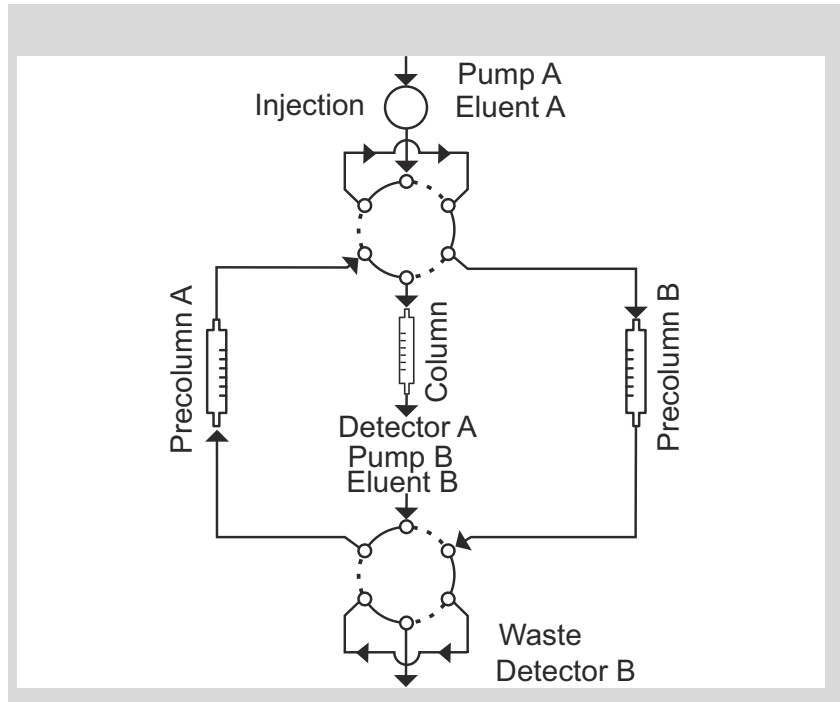 Pump A
Injection
Eluent A
Precolumn A
Column
Precolumn B
Detector A
Pump B
Eluent B
Waste
Detector B